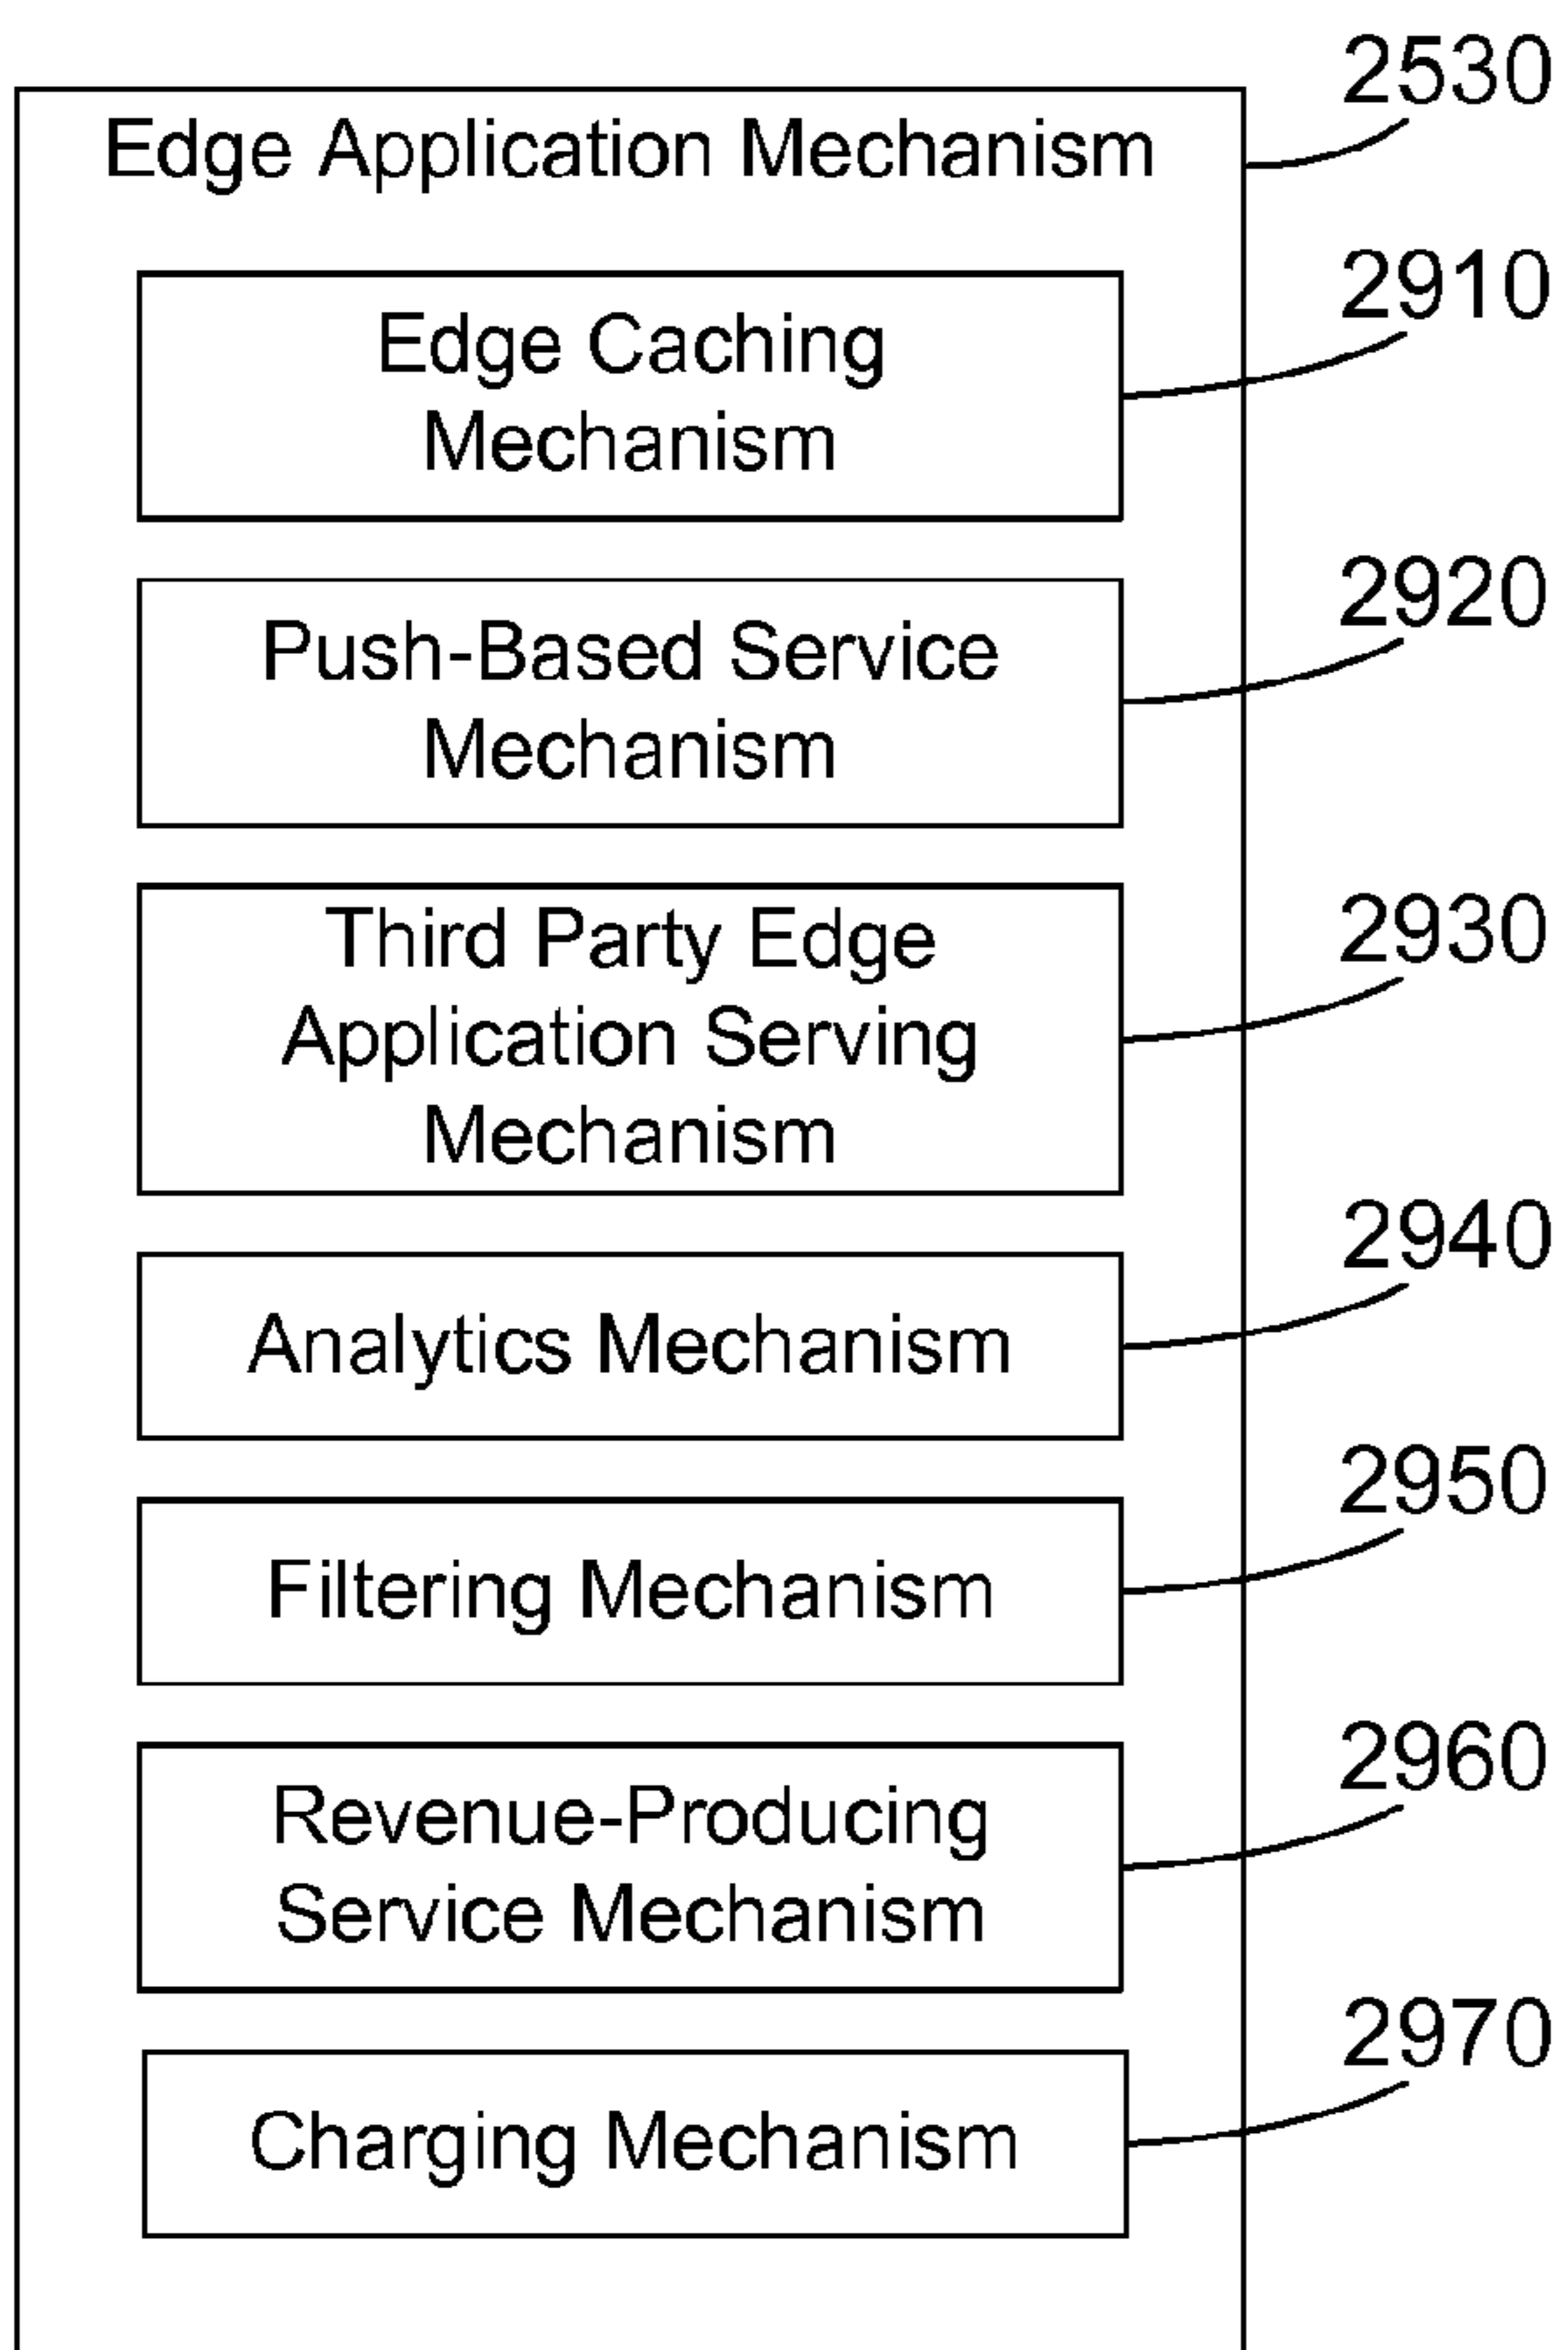 2530
Edge Application Mechanism
2910
Edge Caching
Mechanism
2920
Push-Based Service
Mechanism
2930
Third Party Edge
Application Serving
Mechanism
2940
Analytics Mechanism
2950
Filtering Mechanism
2960
Revenue-Producing
Service Mechanism
2970
Charging Mechanism